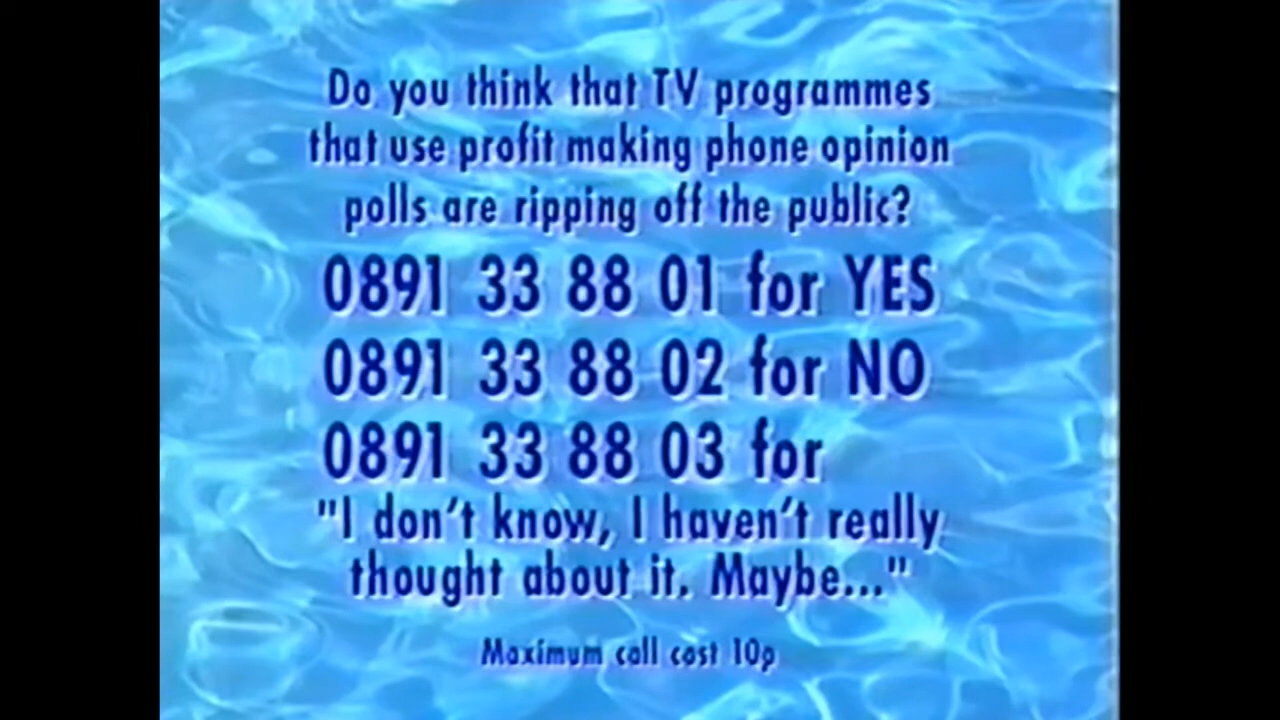 Do you think that TV programmes
that use profit making phone opinion
polls are ripping off the public?
0891 33 88 01 for YES
0891 33 88 02 for NO
0891 33 88 03 for
"I don't know, I haven't really
thought about it. Maybe..."
Maximum call cost 10p